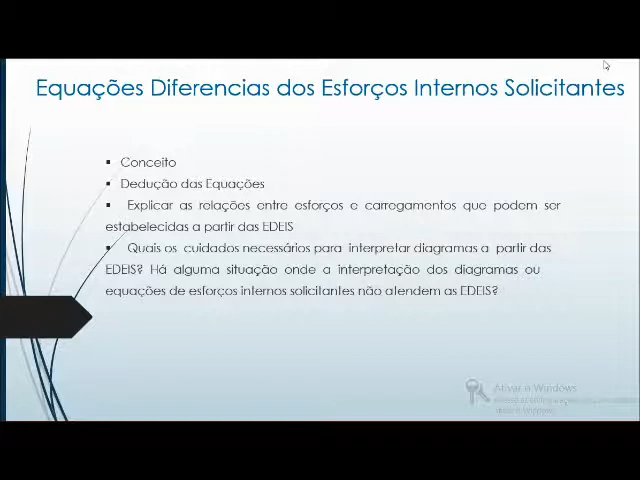 Equações Diferencias dos Esforços Internos Solicitantes
▪ Conceito
▪ Dedução das Equações
▪ Explicar as relações entre esforços e carregamentos que podem ser
estabelecidas a partir das EDEIS
▪ Quais os cuidados necessários para interpretar diagramas a partir das
EDEIS? Há alguma situação onde a interpretação dos diagramas ou
equações de esforços internos solicitantes não atendem as EDEIS?
Ativar o Windows